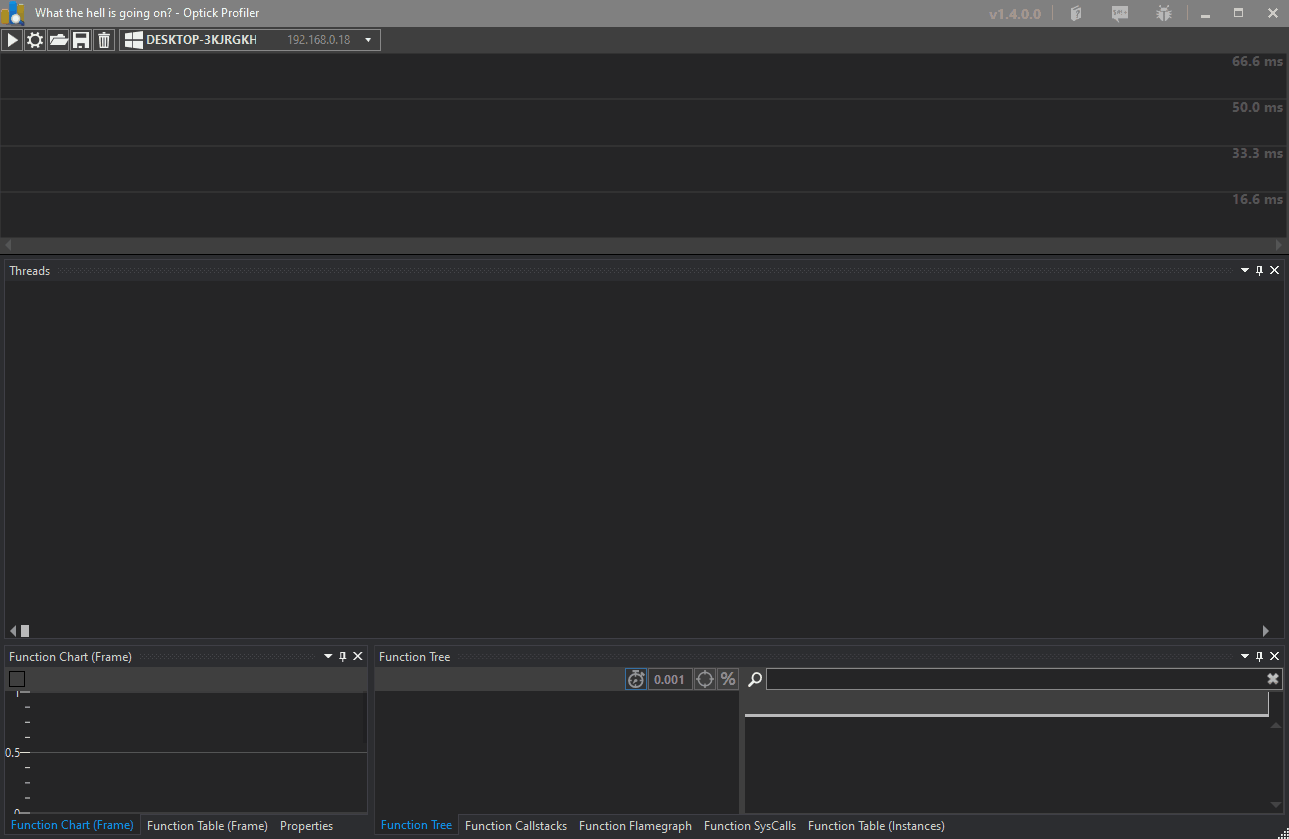 What the hell is going on? - Optick Profiler
v1.4.0.0
DESKTOP-3KJRGKH 192.168.0.18
66.6 ms
50.0 ms
33.3 ms
16.6 ms
Threads
Function Chart (Frame)
Function Tree
0.001 %
1
0.5
0
Function Chart (Frame) Function Table (Frame) Properties
Function Tree Function Callstacks Function Flamegraph Function SysCalls Function Table (Instances)